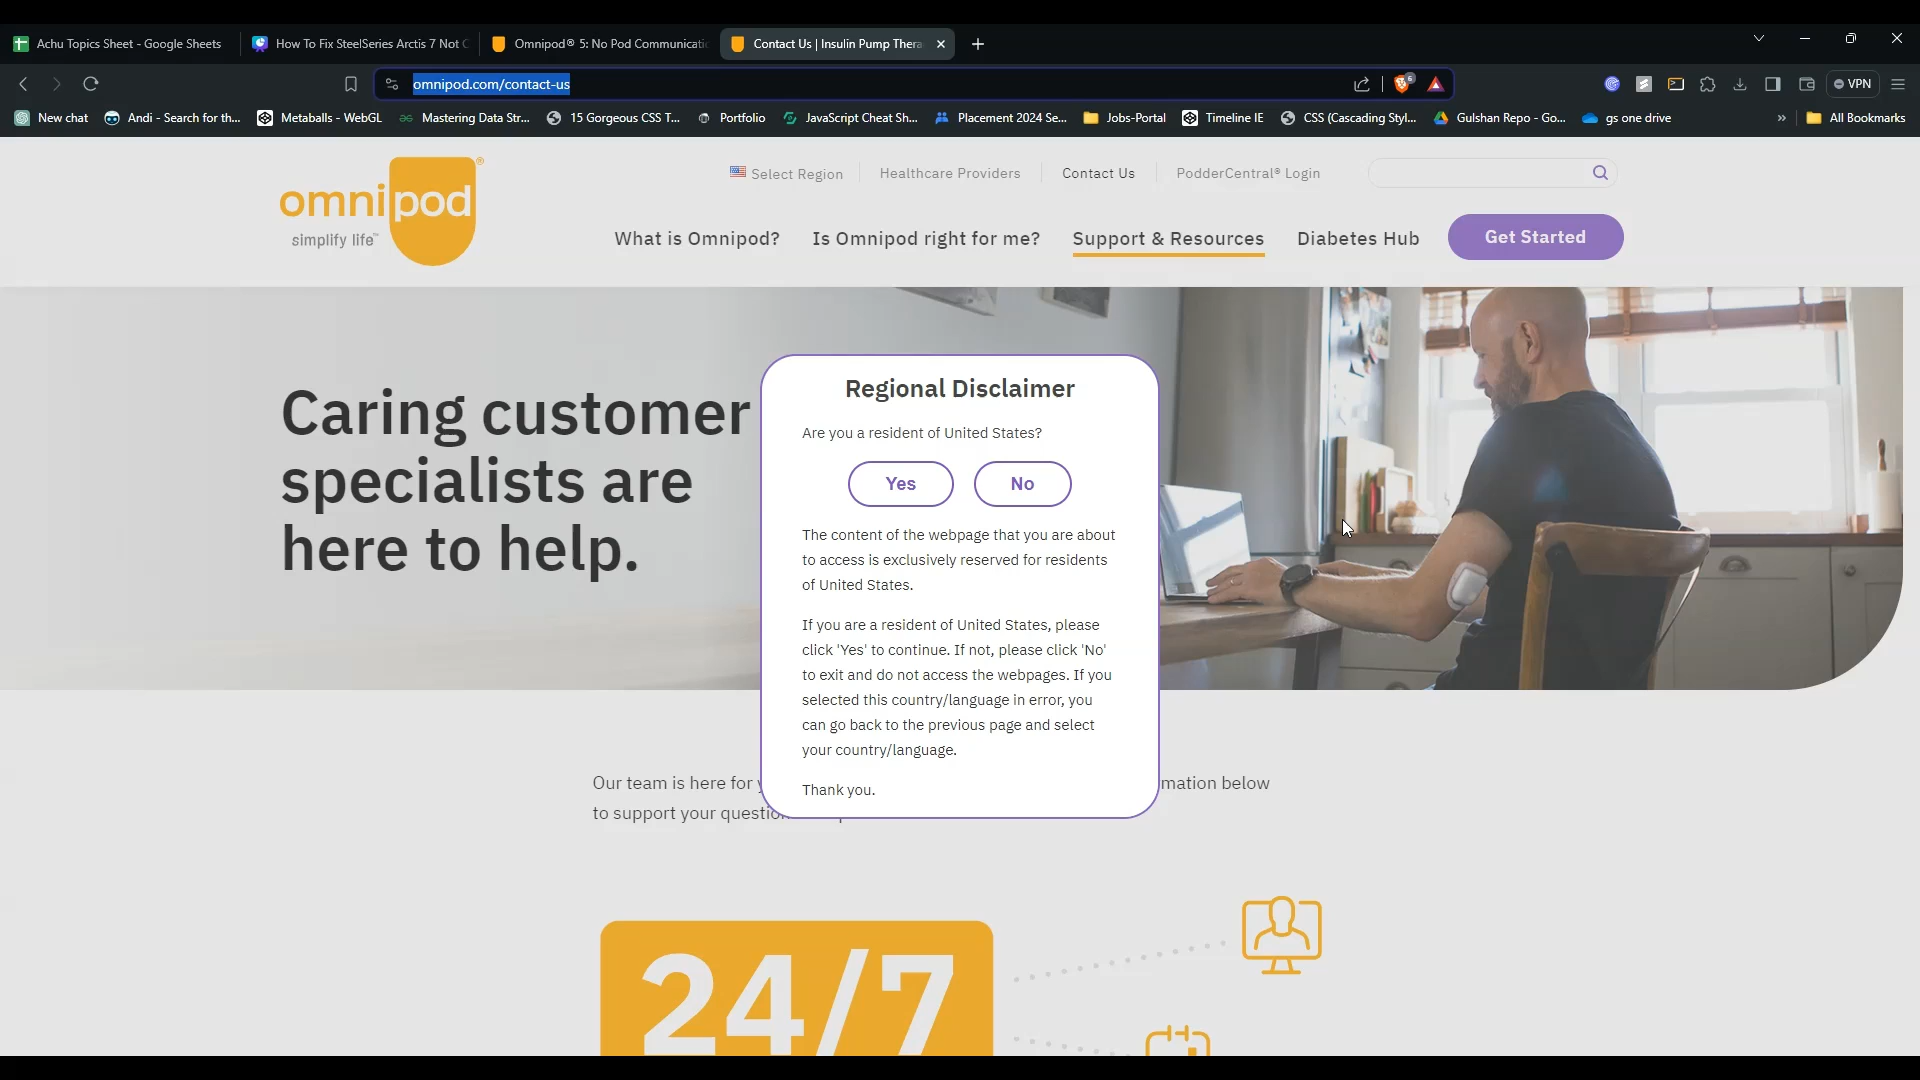 Achu Topics Sheet - Google Sheets
How To Fix SteelSeries Arctis 7 Not C
Omnipod® 5: No Pod Communicatio
Contact Us | Insulin Pump Thera
omnipod.com/contact-us
6
VPN
New chat
Andi - Search for th...
Metaballs - WebGL
Mastering Data Str...
15 Gorgeous CSS T...
Portfolio
JavaScript Cheat Sh...
Placement 2024 Se...
Jobs-Portal
Timeline IE
CSS (Cascading Styl...
Gulshan Repo - Go...
gs one drive
»
All Bookmarks
omnipod®
simplify life™
Select Region
Healthcare Providers
Contact Us
PodderCentral® Login
What is Omnipod?
Is Omnipod right for me?
Support & Resources
Diabetes Hub
Get Started
Caring customer
specialists are
here to help.
Regional Disclaimer
Are you a resident of United States?
Yes
No
The content of the webpage that you are about
to access is exclusively reserved for residents
of United States.
If you are a resident of United States, please
click 'Yes' to continue. If not, please click 'No'
to exit and do not access the webpages. If you
selected this country/language in error, you
can go back to the previous page and select
your country/language.
Thank you.
Our team is here for
mation below
to support your question
24/7